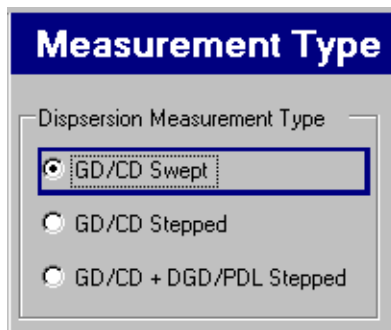 Measurement Type
Dispsersion Measurement Type
GD/CD Swept
GD/CD Stepped
GD/CD + DGD/PDL Stepped